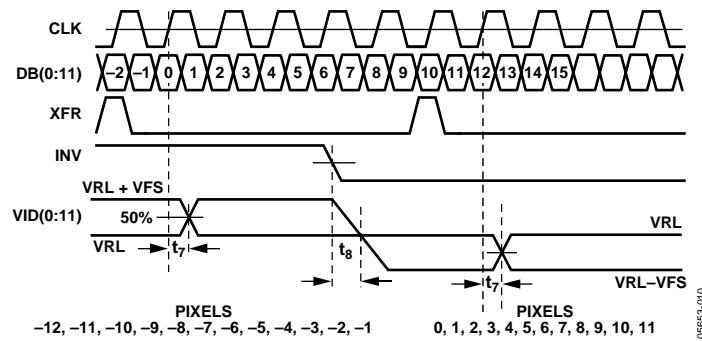 CLK
DB(0:11) –2 –1 0 1 2 3 4 5 6 7 8 9 10 11 12 13 14 15
XFR
INV
VRL + VFS
VID(0:11) 50% VRL
VRL t7 t8 t7 VRL–VFS
PIXELS PIXELS
–12, –11, –10, –9, –8, –7, –6, –5, –4, –3, –2, –1 0, 1, 2, 3, 4, 5, 6, 7, 8, 9, 10, 11
05653-010